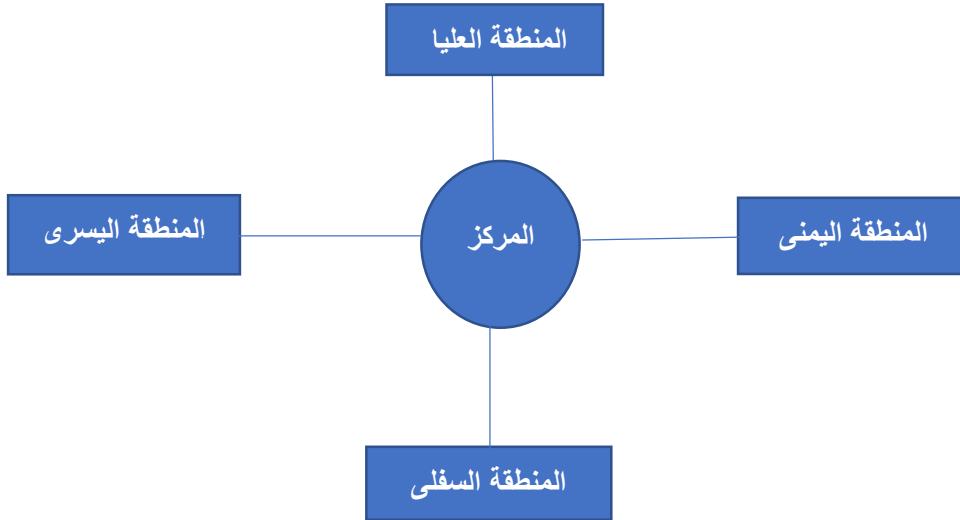 المنطقة العليا
المنطقة اليمنى
المركز
المنطقة اليسرى
المنطقة السفلى